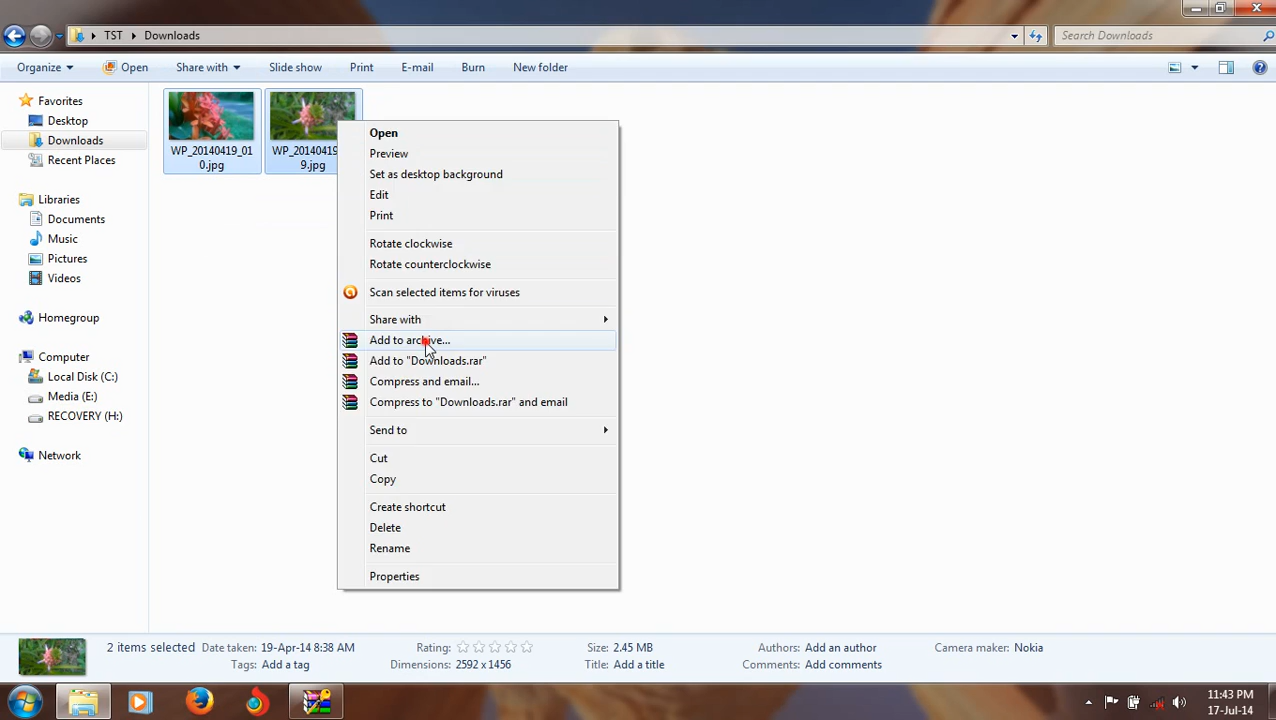 TST Downloads Search Downloads
Organize Open Share with Slide show Print E-mail Burn New folder
Favorites
Desktop
Downloads
Recent Places
Libraries
Documents
Music
Pictures
Videos
Homegroup
Computer
Local Disk (C:)
Media (E:)
RECOVERY (H:)
Network
WP_20140419_01
0.jpg
WP_20140419
9.jpg
Open
Preview
Set as desktop background
Edit
Print
Rotate clockwise
Rotate counterclockwise
Scan selected items for viruses
Share with
Add to archive...
Add to "Downloads.rar"
Compress and email...
Compress to "Downloads.rar" and email
Send to
Cut
Copy
Create shortcut
Delete
Rename
Properties
2 items selected Date taken: 19-Apr-14 8:38 AM Rating: Size: 2.45 MB Authors: Add an author Camera maker: Nokia
Tags: Add a tag Dimensions: 2592 x 1456 Title: Add a title Comments: Add comments
11:43 PM
17-Jul-14